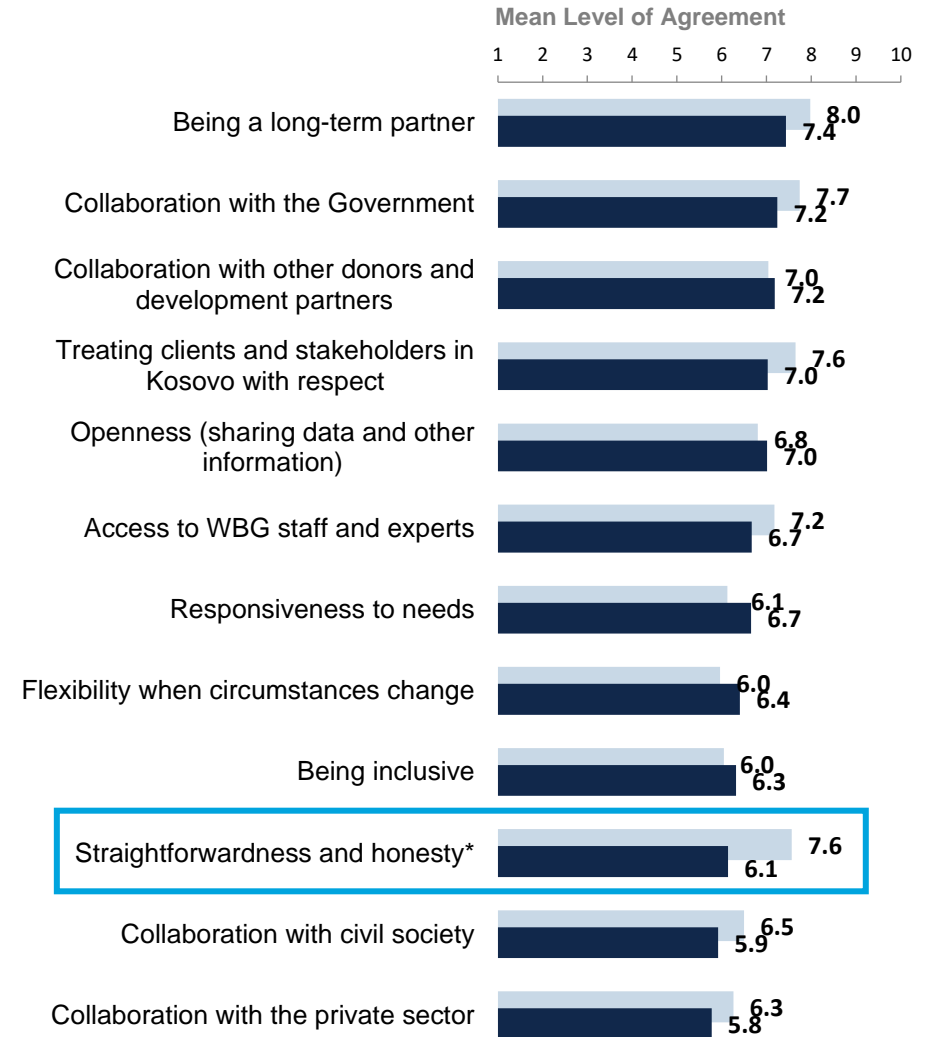 Mean Level of Agreement
1 2 3 4 5 6 7 8 9 10
Being a long-term partner
8.0
7.4
Collaboration with the Government
7.7
7.2
Collaboration with other donors and
development partners
7.0
7.2
Treating clients and stakeholders in
Kosovo with respect
7.6
7.0
Openness (sharing data and other
information)
6.8
7.0
Access to WBG staff and experts
7.2
6.7
Responsiveness to needs
6.1
6.7
Flexibility when circumstances change
6.0
6.4
Being inclusive
6.0
6.3
Straightforwardness and honesty*
7.6
6.1
Collaboration with civil society
6.5
5.9
Collaboration with the private sector
6.3
5.8